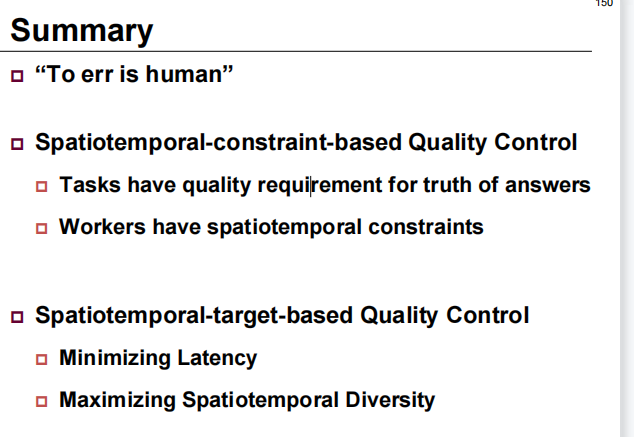 150
Summary
“To err is human”
Spatiotemporal-constraint-based Quality Control
Tasks have quality requirement for truth of answers
Workers have spatiotemporal constraints
Spatiotemporal-target-based Quality Control
Minimizing Latency
Maximizing Spatiotemporal Diversity